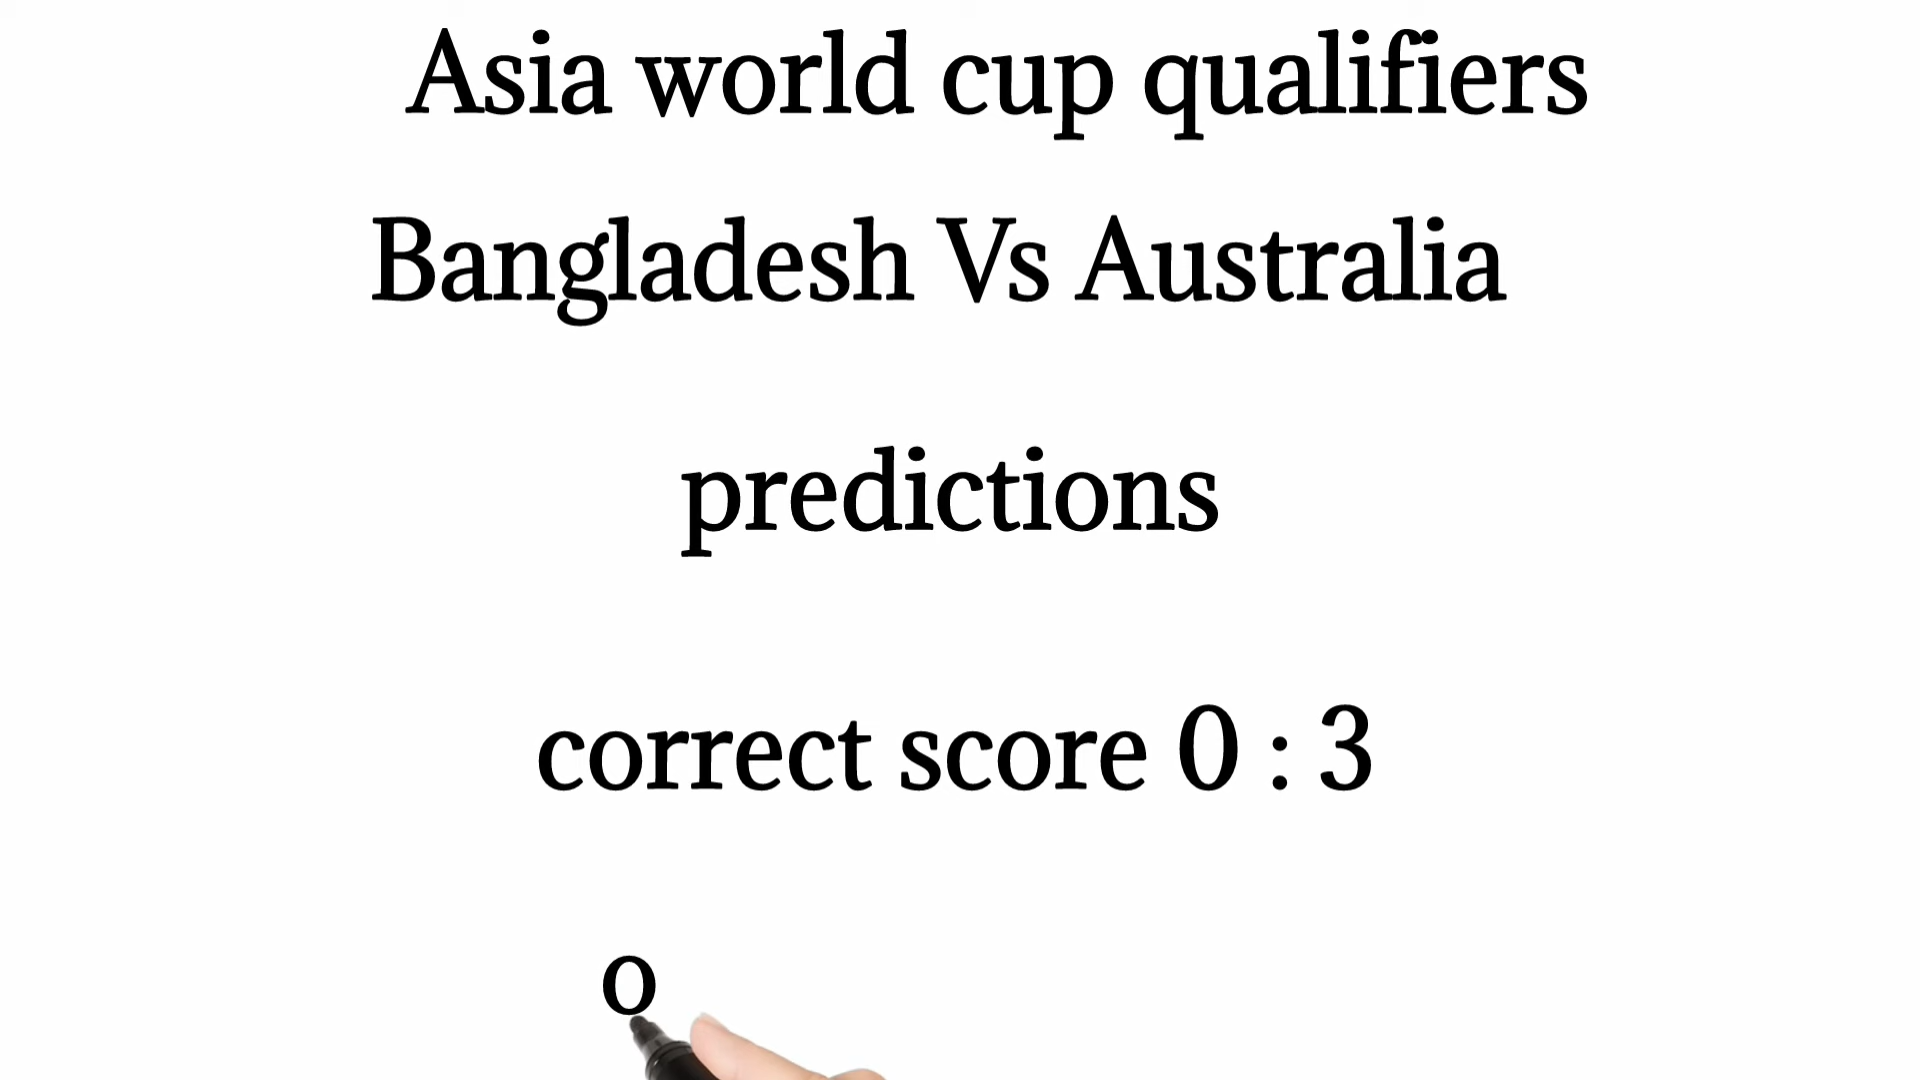 Asia world cup qualifiers
Bangladesh Vs Australia
predictions
correct score 0 : 3
o